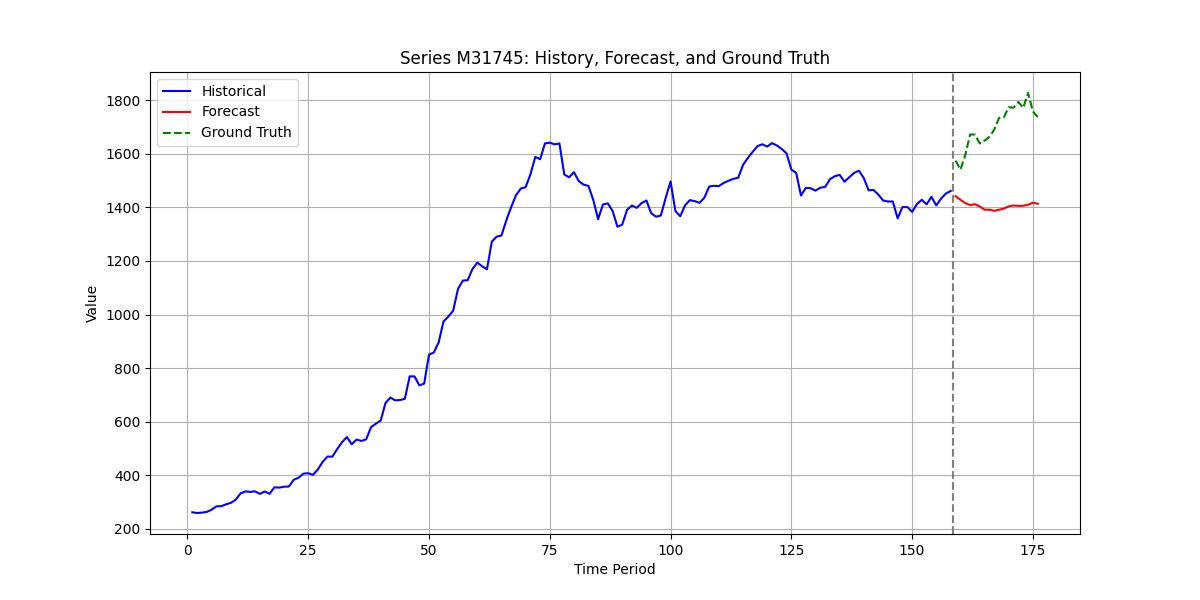 Series M31745: History, Forecast, and Ground Truth
Historical
Forecast
Ground Truth
1800
1600
1400
1200
1000
800
600
400
200
Value
0 25 50 75 100 125 150 175
Time Period